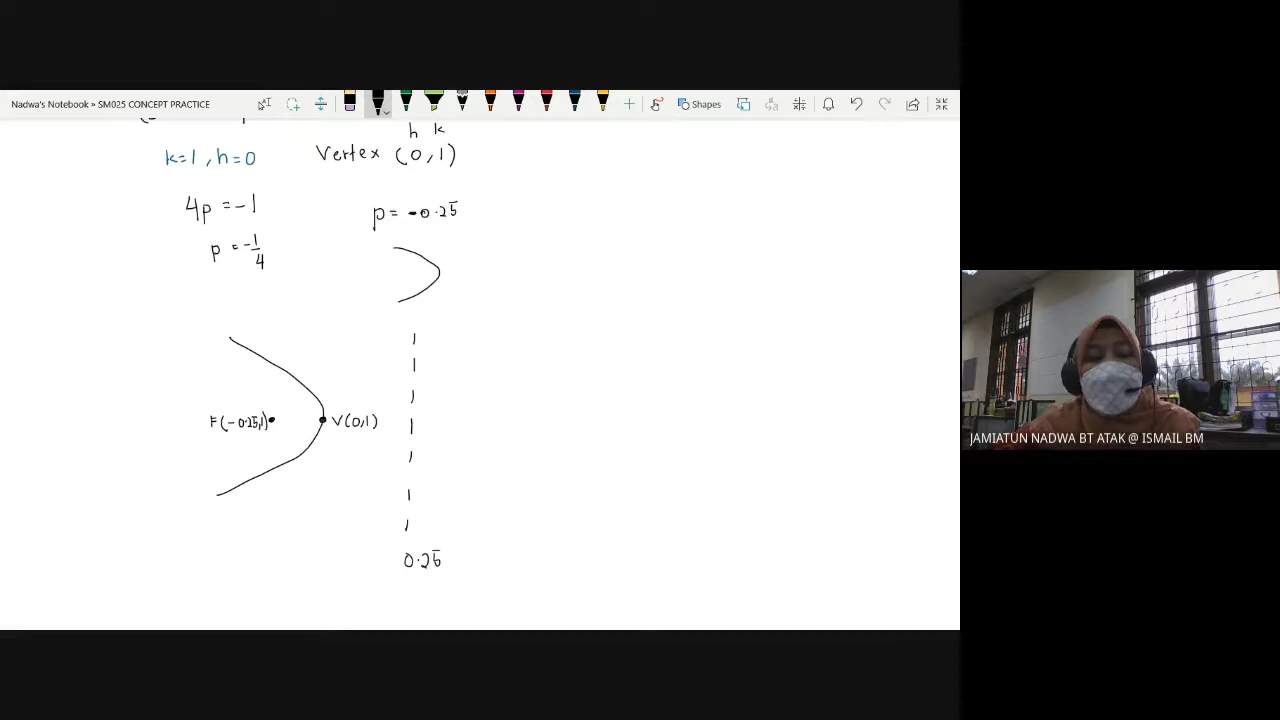 Nadwa's Notebook » SM025 CONCEPT PRACTICE
Shapes
h k
k=1 , h=0
Vertex (0,1)
4p = -1
p = -0.25
p = -1/4
F(-0.25,1)
V(0,1)
0.25
JAMIATUN NADWA BT ATAK @ ISMAIL BM